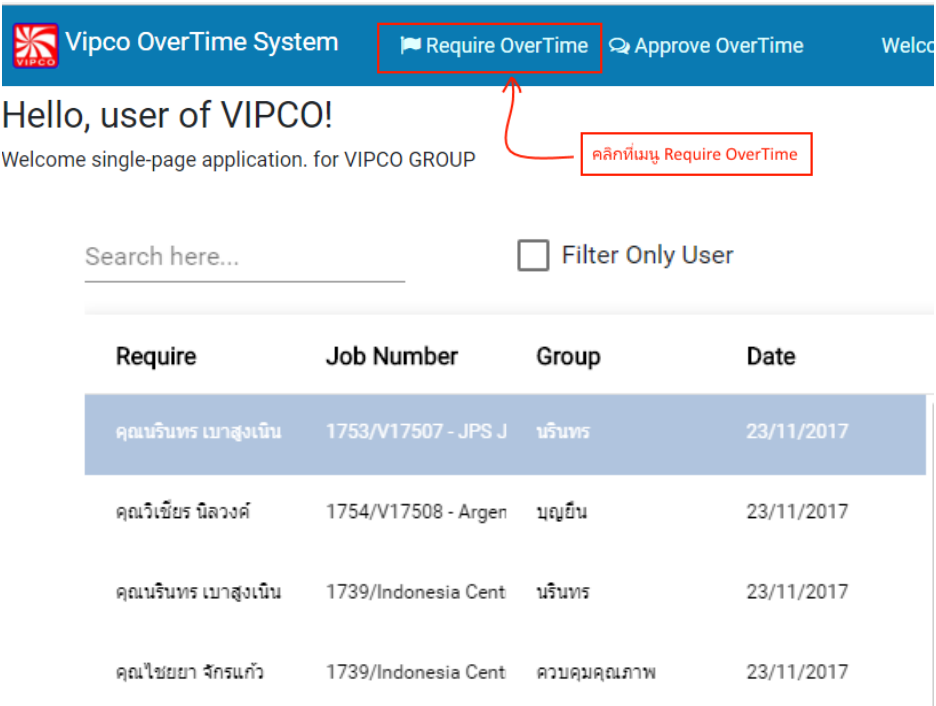 VIPCO
Vipco OverTime System
Require OverTime
Approve OverTime
Welco
Hello, user of VIPCO!
Welcome single-page application. for VIPCO GROUP
คลิกที่เมนู Require OverTime
Search here...
Filter Only User
Require Job Number Group Date
คุณนรินทร เบาสูงเนิน 1753/V17507 - JPS J นรินทร 23/11/2017
คุณวิเชียร นิลวงค์ 1754/V17508 - Argen บุญยืน 23/11/2017
คุณนรินทร เบาสูงเนิน 1739/Indonesia Cent นรินทร 23/11/2017
คุณไชยยา จักรแก้ว 1739/Indonesia Cent ควบคุมคุณภาพ 23/11/2017